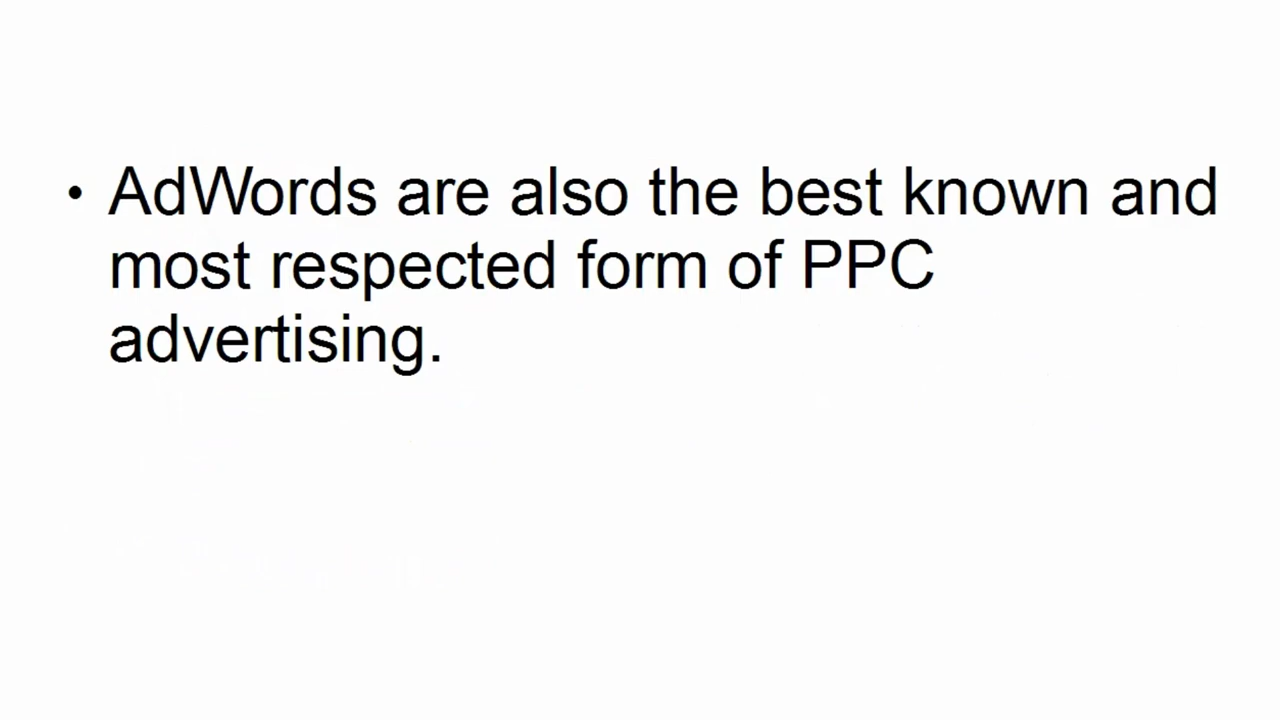 • AdWords are also the best known and
most respected form of PPC
advertising.